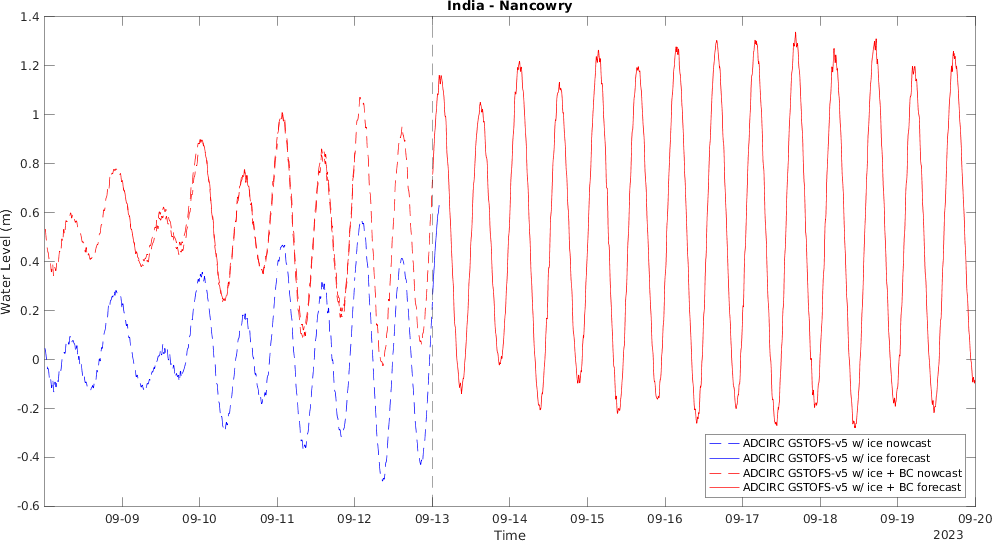 India - Nancowry
1.4
1.2
1
0.8
0.6
0.4
0.2
0
-0.2
-0.4
-0.6
Water Level (m)
ADCIRC GSTOFS-v5 w/ ice nowcast
ADCIRC GSTOFS-v5 w/ ice forecast
ADCIRC GSTOFS-v5 w/ ice + BC nowcast
ADCIRC GSTOFS-v5 w/ ice + BC forecast
09-09 09-10 09-11 09-12 09-13 09-14 09-15 09-16 09-17 09-18 09-19 09-20
Time
2023